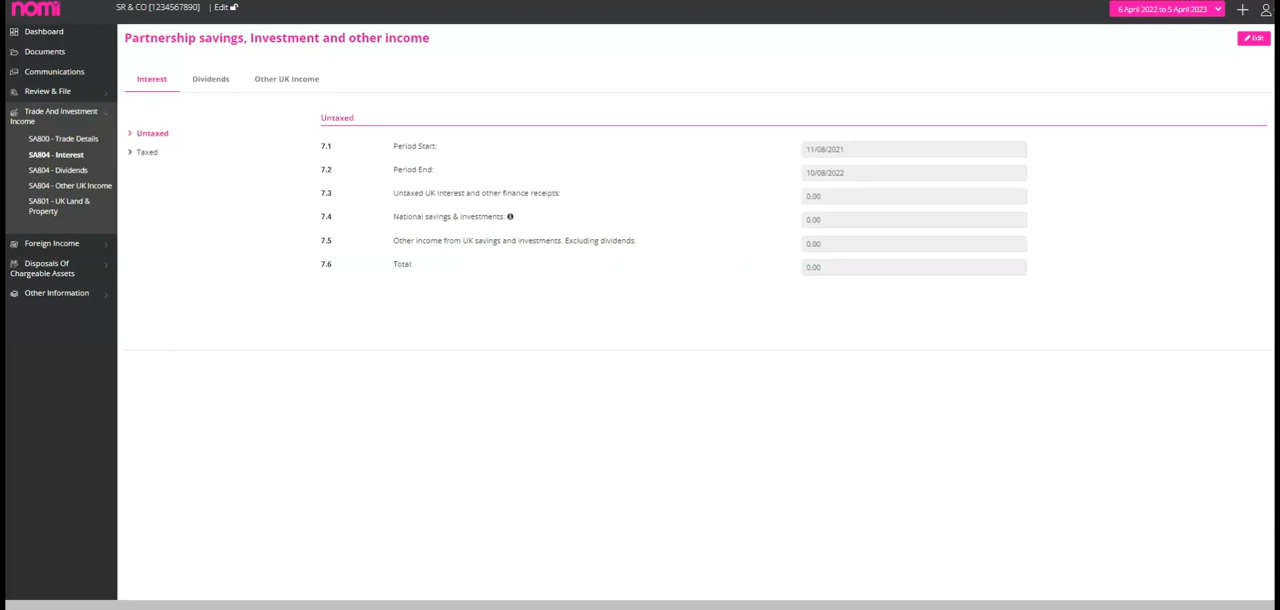 nomi
SR & CO [1234567890] | Edit
6 April 2022 to 5 April 2023
Dashboard
Documents
Communications
Review & File
Trade And Investment
Income
SA800 - Trade Details
SA804 - Interest
SA804 - Dividends
SA804 - Other UK Income
SA801 - UK Land &
Property
Foreign Income
Disposals Of
Chargeable Assets
Other Information
Partnership savings, Investment and other income
Edit
Interest Dividends Other UK Income
Untaxed
Taxed
Untaxed
7.1 Period Start: 11/08/2021
7.2 Period End: 10/08/2022
7.3 Untaxed UK interest and other finance receipts: 0.00
7.4 National savings & investments: 0.00
7.5 Other income from UK savings and investments. Excluding dividends: 0.00
7.6 Total: 0.00